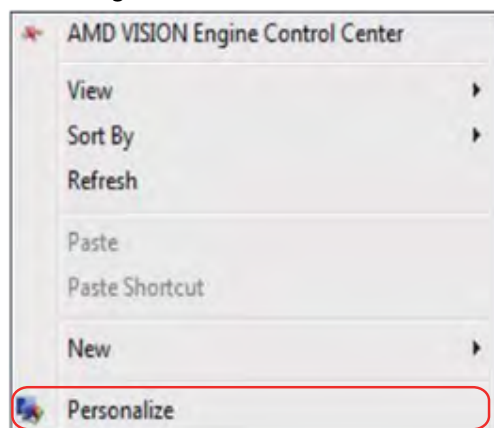 AMD VISION Engine Control Center
View
Sort By
Refresh
Paste
Paste Shortcut
New
Personalize